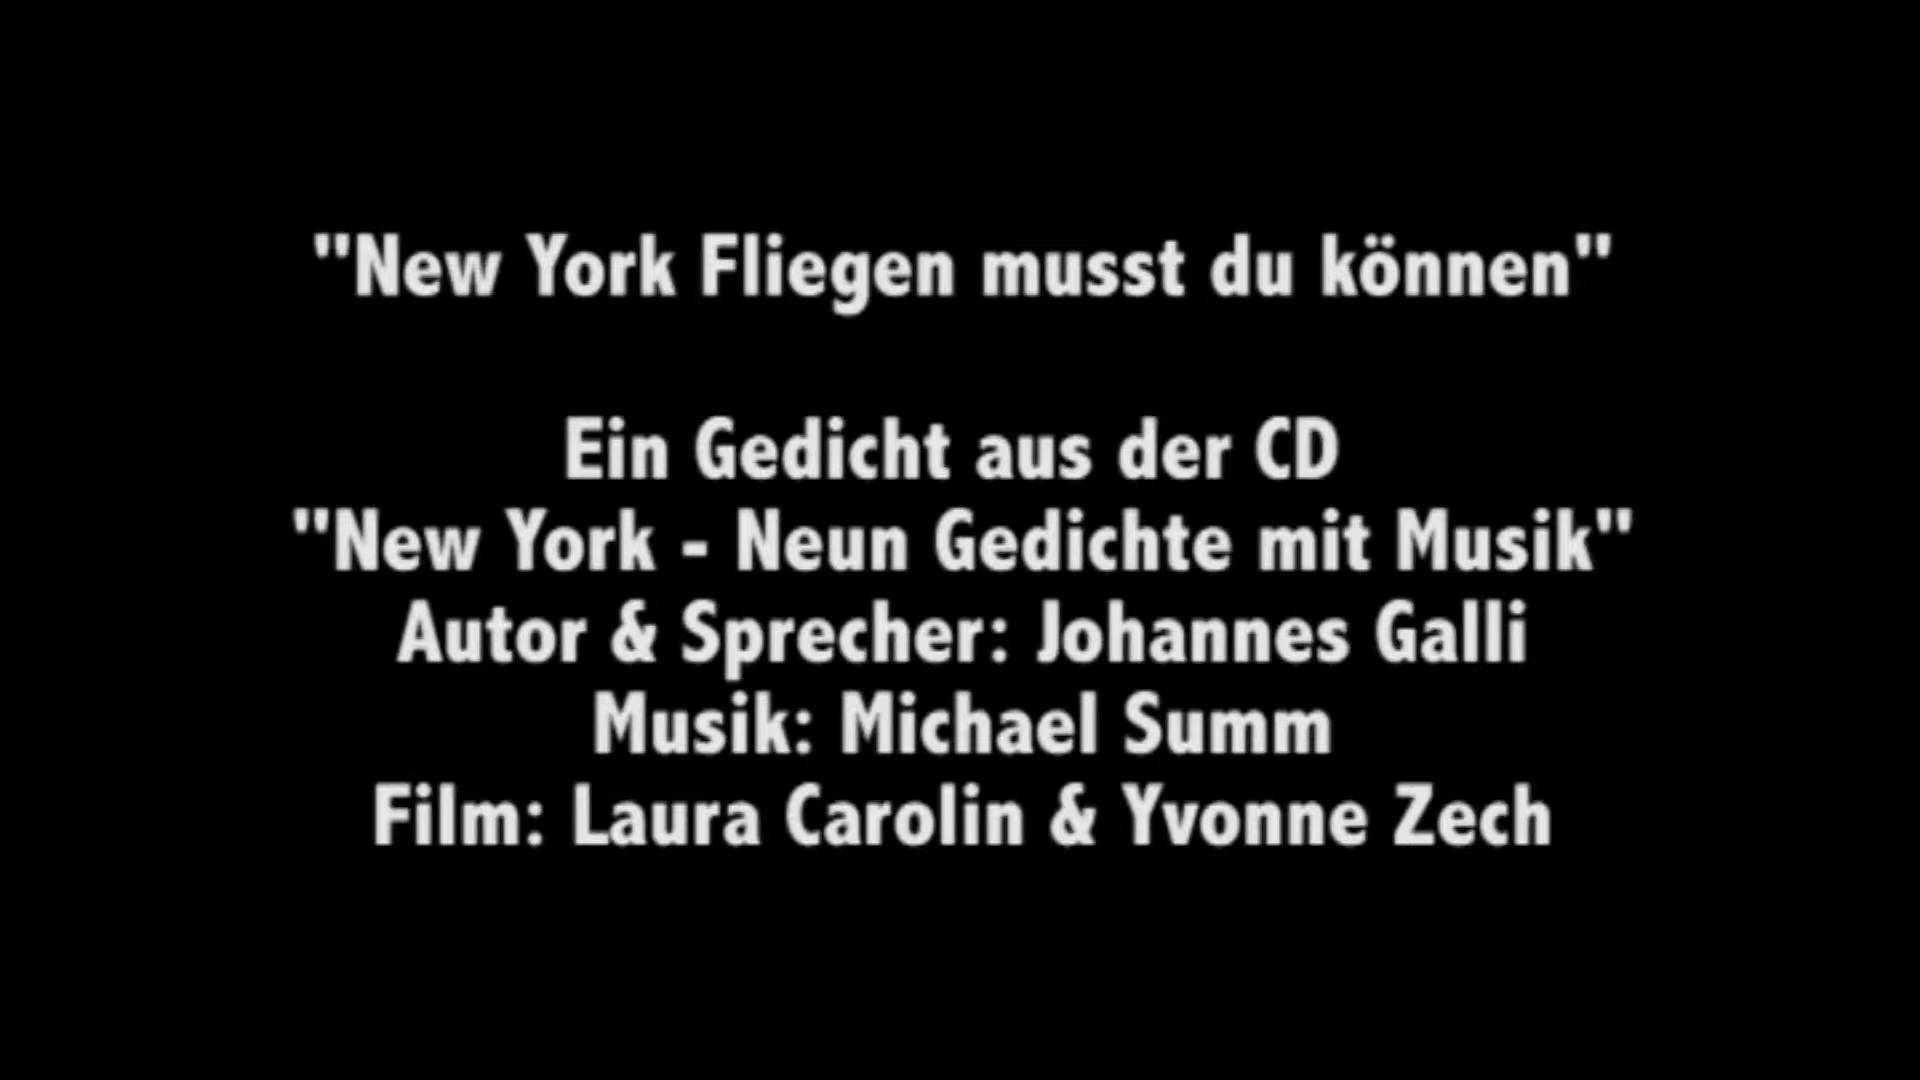 "New York Fliegen musst du können"
Ein Gedicht aus der CD
"New York - Neun Gedichte mit Musik"
Autor & Sprecher: Johannes Galli
Musik: Michael Summ
Film: Laura Carolin & Yvonne Zech